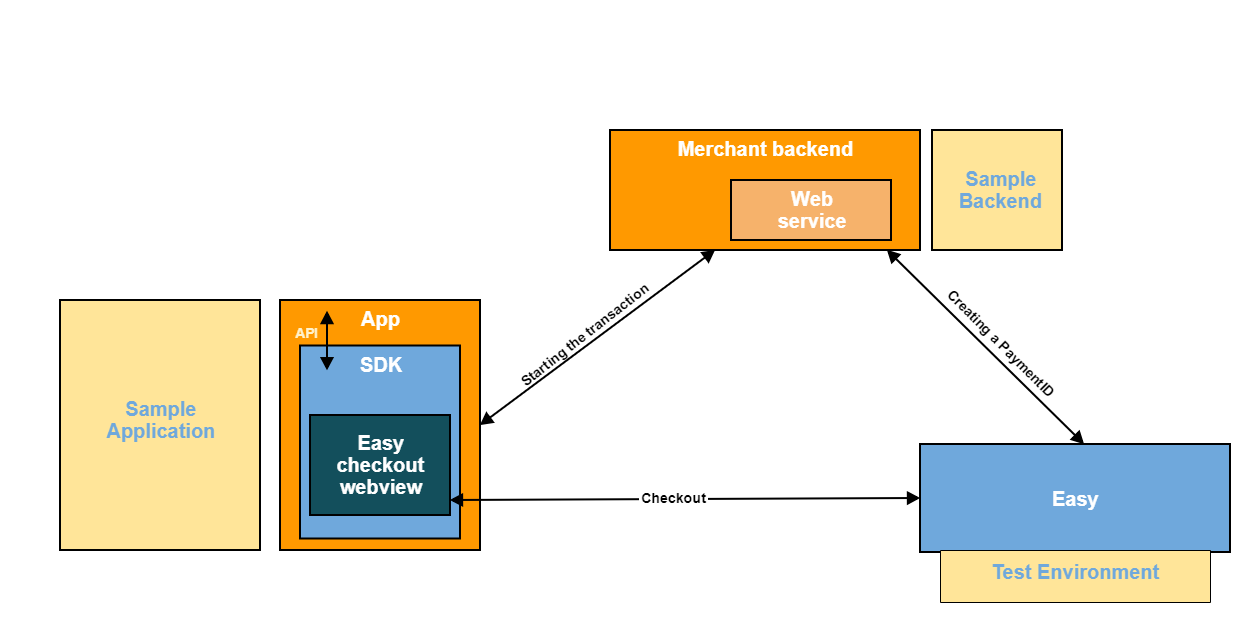 Merchant backend
Web
service
Sample
Backend
Starting the transaction
Creating a PaymentID
Sample
Application
API
App
SDK
Easy
checkout
webview
Checkout
Easy
Test Environment